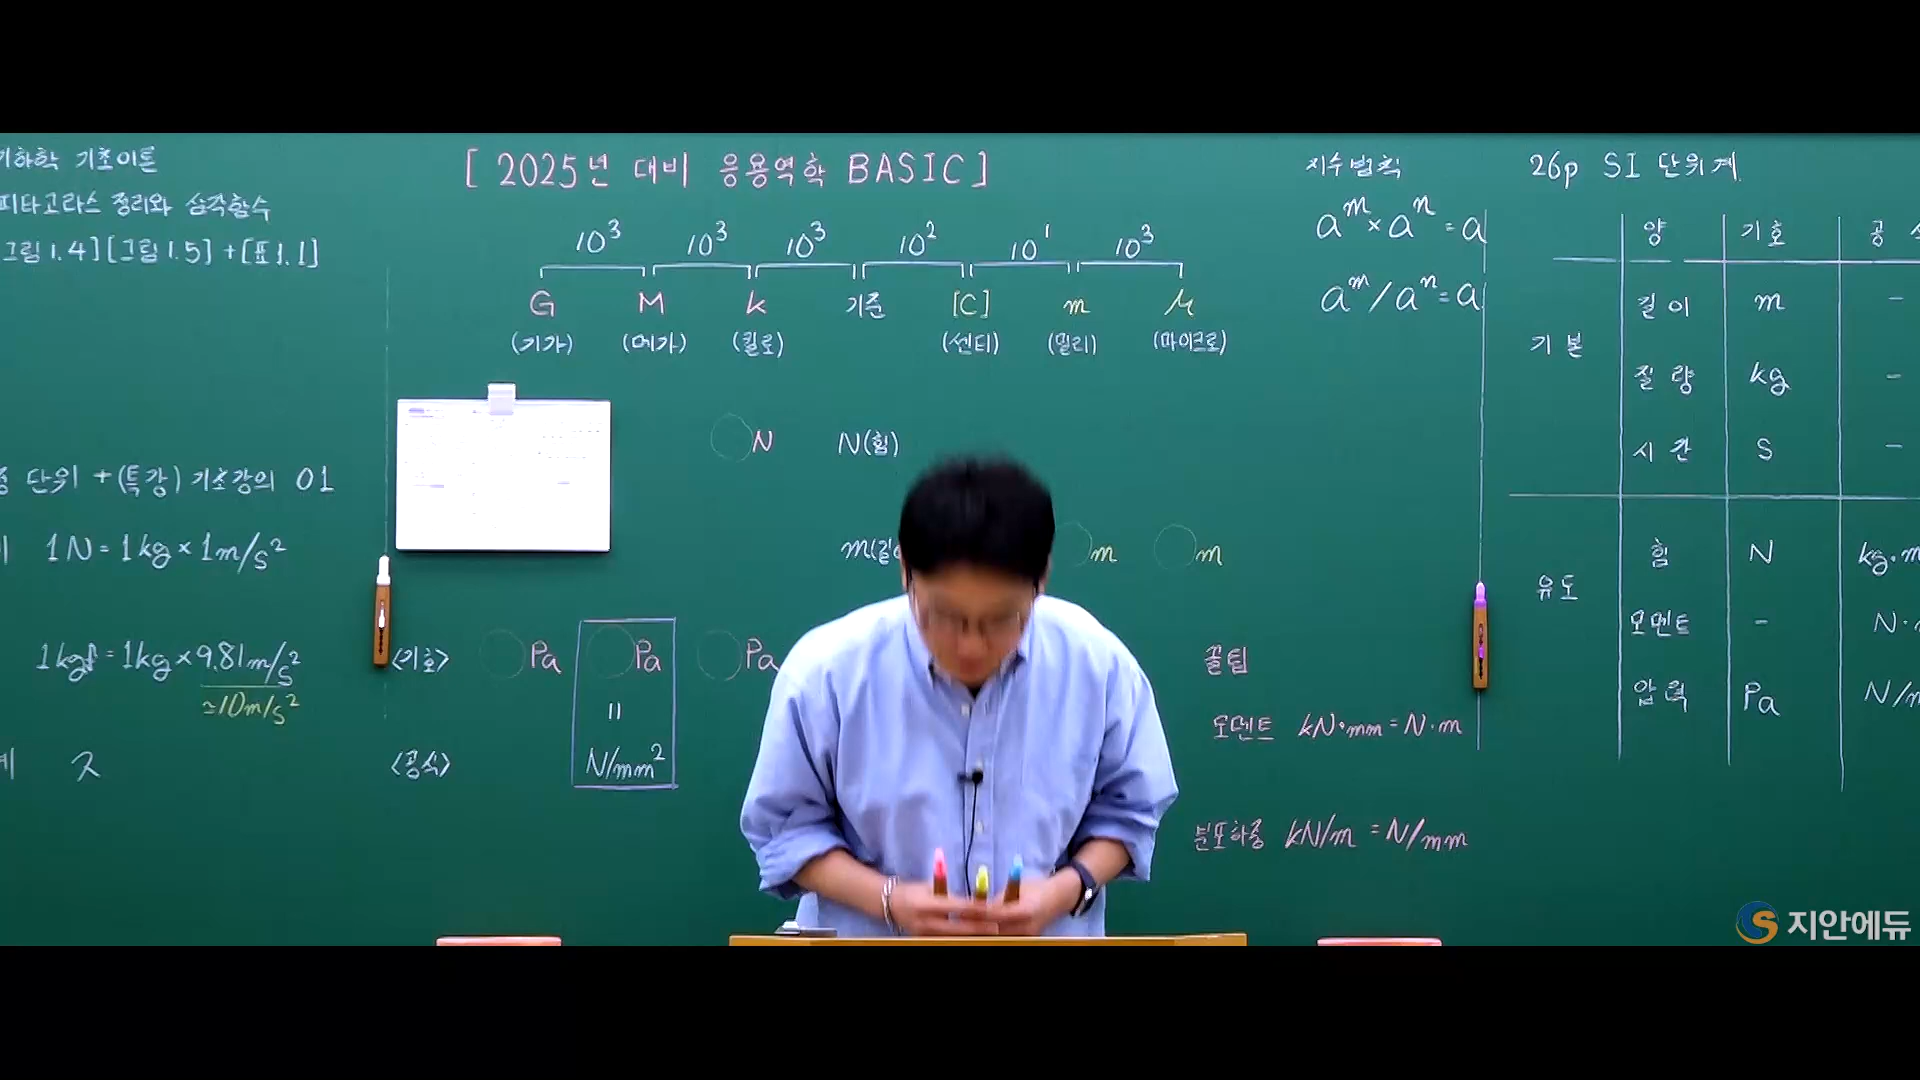 기하학 기초이론
피타고라스 정리와 삼각함수
그림 1.4][그림 1.5] + [표 1.1]
단위 + (특강) 기초강의 01
1N = 1kg × 1m/s²
1kgf = 1kg × 9.81m/s²
≃10m/s²
[ 2025년 대비 응용역학 BASIC ]
10³ 10³ 10³ 10² 10¹ 10³
G M k 기준 [C] m μ
(기가) (메가) (킬로) (센티) (밀리) (마이크로)
N N(힘)
m(길 m m
<기호> Pa Pa Pa
=
<공식> N/mm²
지수법칙
aᵐ × aⁿ = a
aᵐ / aⁿ = a
꿀팁
모멘트 kN·mm = N·m
분포하중 kN/m = N/mm
26p SI 단위계
양 기호 공식
기본
길이 m -
질량 kg -
시간 S -
유도
힘 N kg·m
모멘트 - N·
압력 Pa N/m
지안에듀